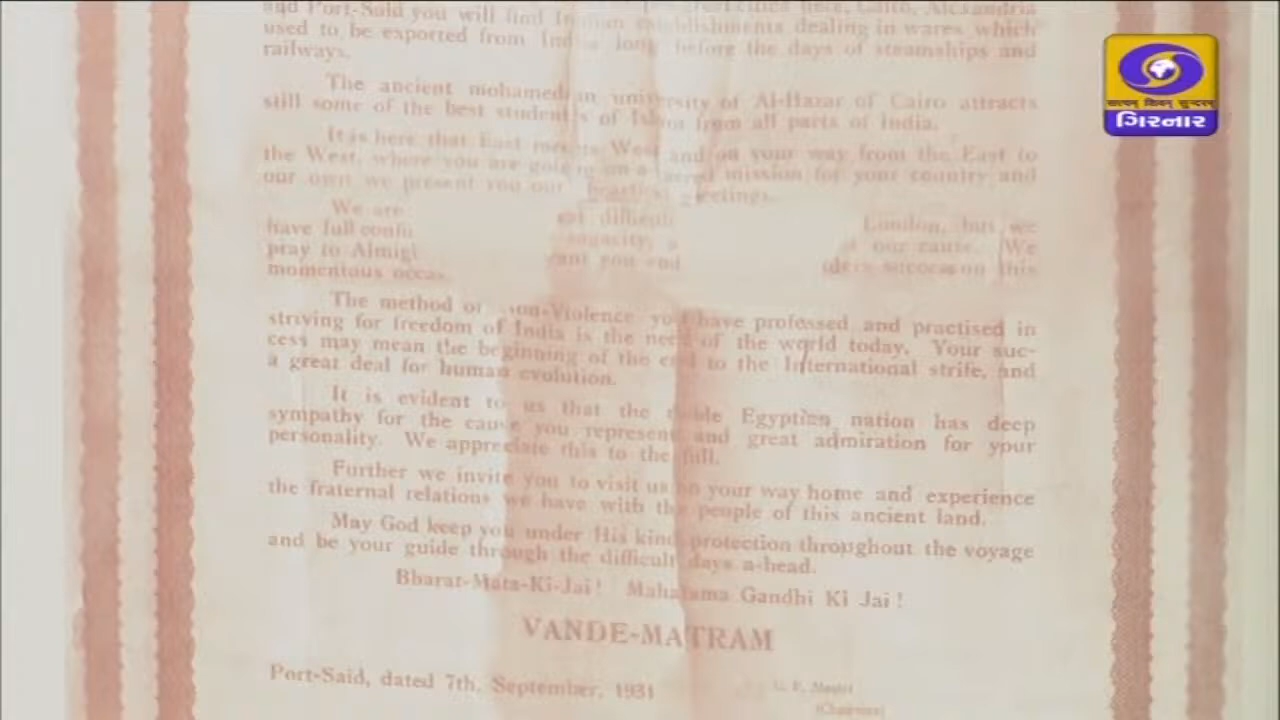 and Port-Said you will find Indian establishments dealing in wares which
used to be exported from India long before the days of steamships and
railways.
The ancient mohamedan university of Al-Hazar of Cairo attracts
still some of the best students of from all parts of India.
It is here that East meets West and on your way from the East to
the West, where you are going on a sacred mission for your country and
our own we present you our greetings.
We are difficult London, but we
have full sagacity, our cause. We
pray to you and success on this
momentous
The method of Non-Violence you have professed and practised in
striving for freedom of India is the need of the world today. Your suc-
cess may mean the beginning of the end to the International strife, and
a great deal for human evolution.
It is evident to us that the noble Egyptian nation has deep
sympathy for the cause you represent and great admiration for your
personality. We appreciate this to the full.
Further we invite you to visit us on your way home and experience
the fraternal relations we have with the people of this ancient land.
May God keep you under His kind protection throughout the voyage
and be your guide through the difficult days a-head.
Bharat-Mata-Ki-Jai! Mahatama Gandhi Ki Jai!
VANDE-MATRAM
Port-Said, dated 7th, September, 1931
(Chairman)
सत्यम् शिवम् सुन्दरम्
ગિરનાર